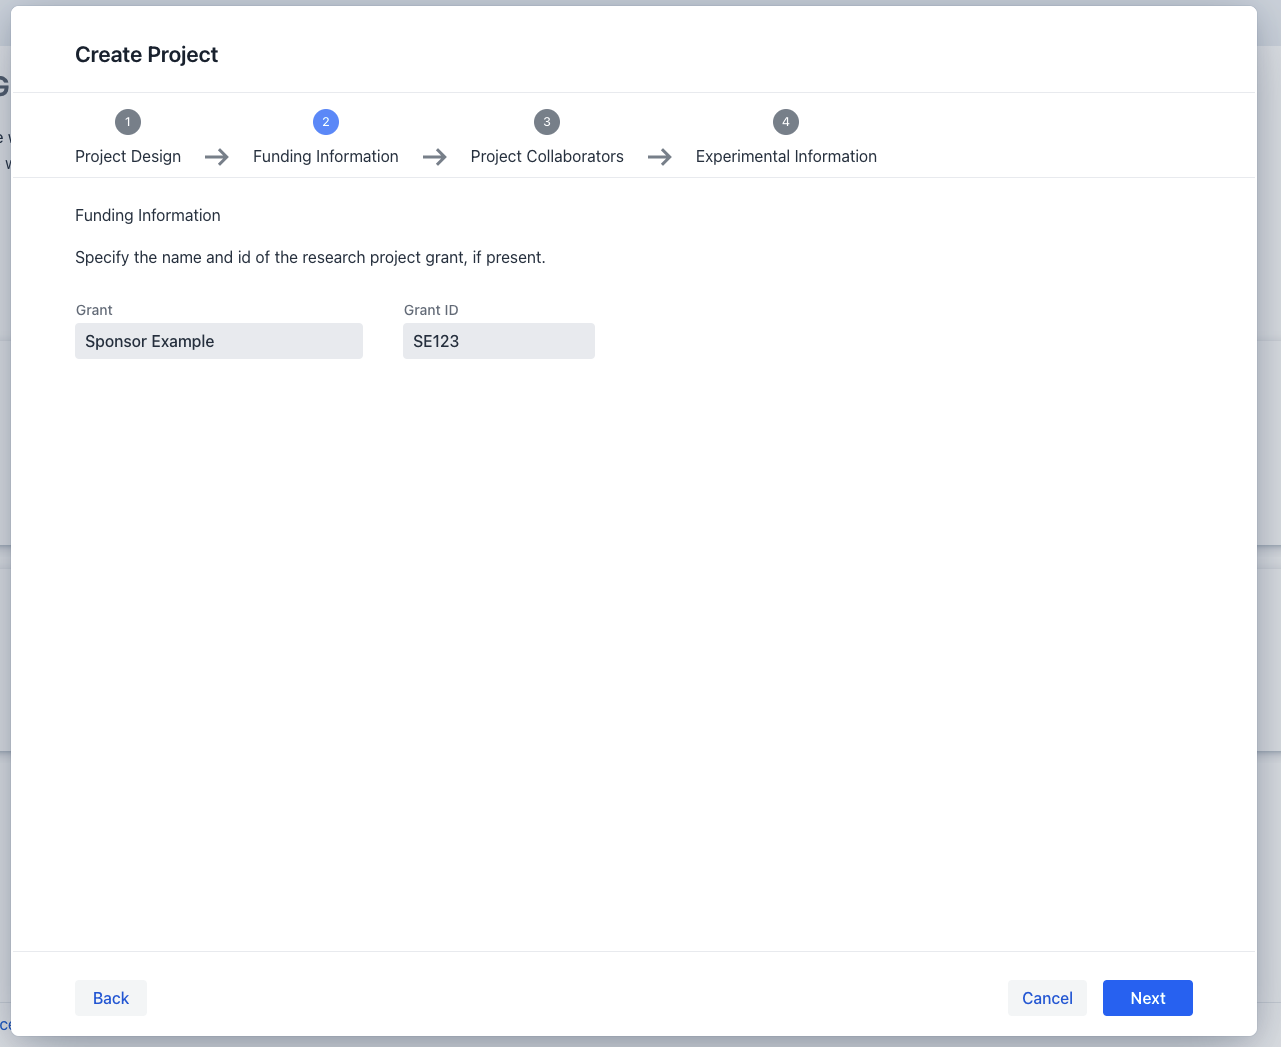 Create Project
1 2 3 4
Project Design Funding Information Project Collaborators Experimental Information
Funding Information
Specify the name and id of the research project grant, if present.
Grant Grant ID
Sponsor Example SE123
Back Cancel Next